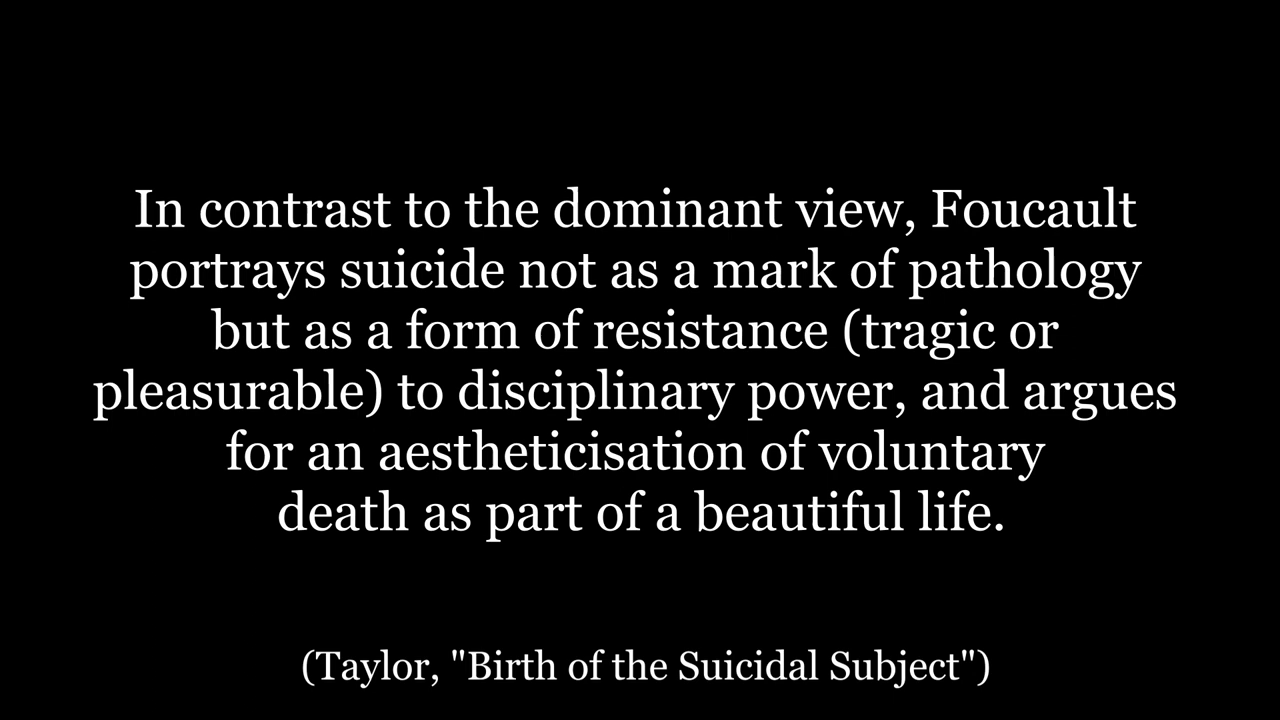 In contrast to the dominant view, Foucault
portrays suicide not as a mark of pathology
but as a form of resistance (tragic or
pleasurable) to disciplinary power, and argues
for an aestheticisation of voluntary
death as part of a beautiful life.
(Taylor, "Birth of the Suicidal Subject")